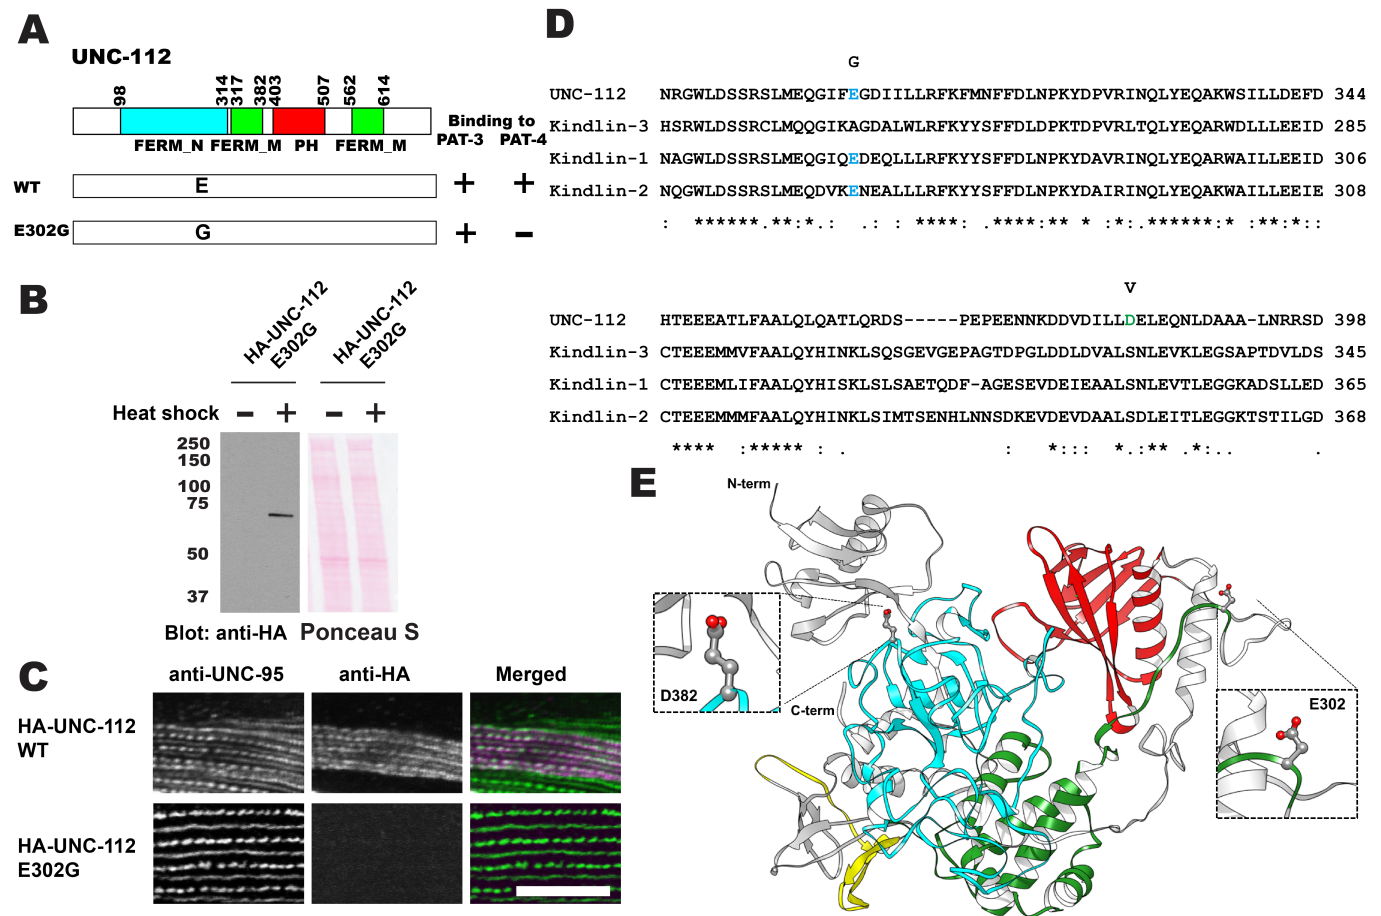 A
UNC-112
98
314
317
382
403
507
562
614
FERM_N FERM_M PH FERM_M
Binding to
PAT-3 PAT-4
WT E + +
E302G G + -
B
HA-UNC-112
E302G
HA-UNC-112
E302G
Heat shock - + - +
250
150
100
75
50
37
Blot: anti-HA Ponceau S
C
anti-UNC-95 anti-HA Merged
HA-UNC-112
WT
HA-UNC-112
E302G
D
G
UNC-112 NRGWLDSSRSLMEQGIFEGDIILLRFKFMNFFDLNPKYDPVRINQLYEQAKWSILLDEFD 344
Kindlin-3 HSRWLDSSRCLMQQGIKAGDALWLRFKYYSFFDLDPKTDPVRLTQLYEQARWDLLLEEID 285
Kindlin-1 NAGWLDSSRSLMEQGIQEDEQLLLRFKYYSFFDLNPKYDAVRINQLYEQARWAILLEEID 306
Kindlin-2 NQGWLDSSRSLMEQDVKENEALLLRFKYYSFFDLNPKYDAIRINQLYEQAKWAILLEEIE 308
: ******.**:*.: .: : ****: .****:** * :*:.******:* :**:*::
V
UNC-112 HTEEEATLFAALQLQATLQRDS-----PEPEENNKDDVDILLDELEQNLDAAA-LNRRSD 398
Kindlin-3 CTEEEMMVFAALQYHINKLSQSGEVGEPAGTDPGLDDLDVALSNLEVKLEGSAPTDVLDS 345
Kindlin-1 CTEEEMLIFAALQYHISKLSLSAETQDF-AGESEVDEIEAALSNLEVTLEGGKADSLLED 365
Kindlin-2 CTEEEMMMFAALQYHINKLSIMTSENHLNNSDKEVDEVDAALSDLEITLEGGKTSTILGD 368
**** :***** : . : *::: *.:** .*:.. .
E
N-term
D382
C-term
E302